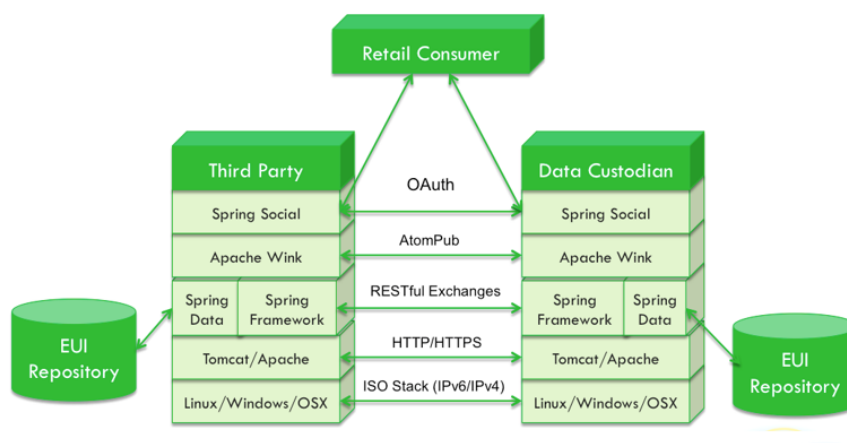 Retail Consumer
Third Party
Data Custodian
OAuth
Spring Social
Spring Social
AtomPub
Apache Wink
Apache Wink
RESTful Exchanges
Spring
Data
Spring
Framework
Spring
Framework
Spring
Data
EUI
Repository
HTTP/HTTPS
Tomcat/Apache
Tomcat/Apache
EUI
Repository
ISO Stack (IPv6/IPv4)
Linux/Windows/OSX
Linux/Windows/OSX